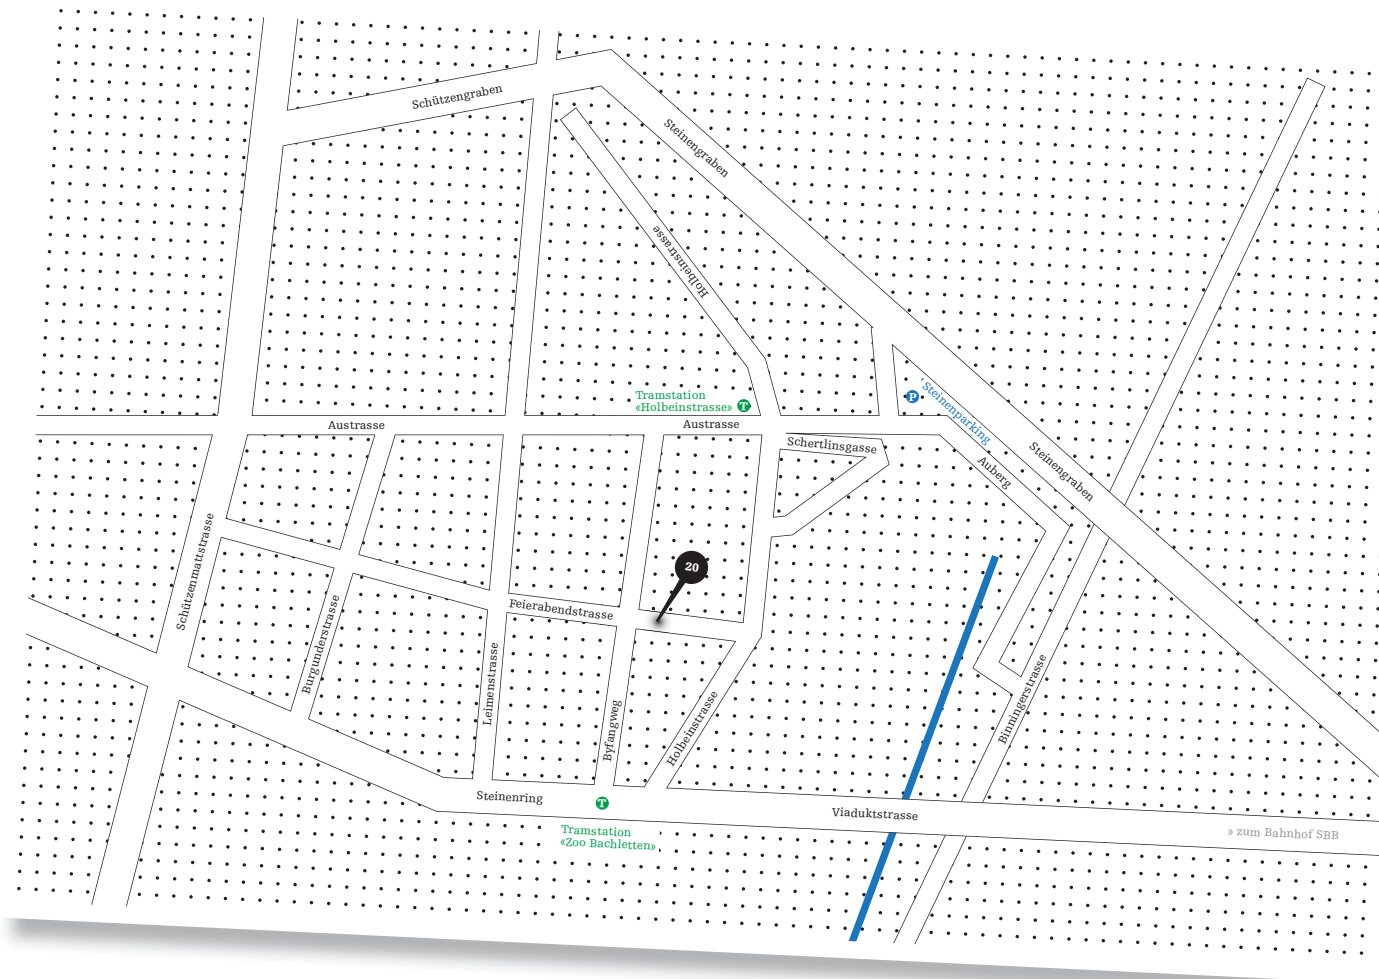 Schützengraben
Steinengraben
Holbeinstrasse
Tramstation
«Holbeinstrasse»
T
P
Steinenparking
Austrasse
Austrasse
Schertlinsgasse
Auberg
Steinengraben
Schützenmattstrasse
20
Feierabendstrasse
Burgunderstrasse
Leimenstrasse
Byfangweg
Holbeinstrasse
Binningerstrasse
Steinenring
T
Viaduktstrasse
Tramstation
«Zoo Bachletten»
» zum Bahnhof SBB